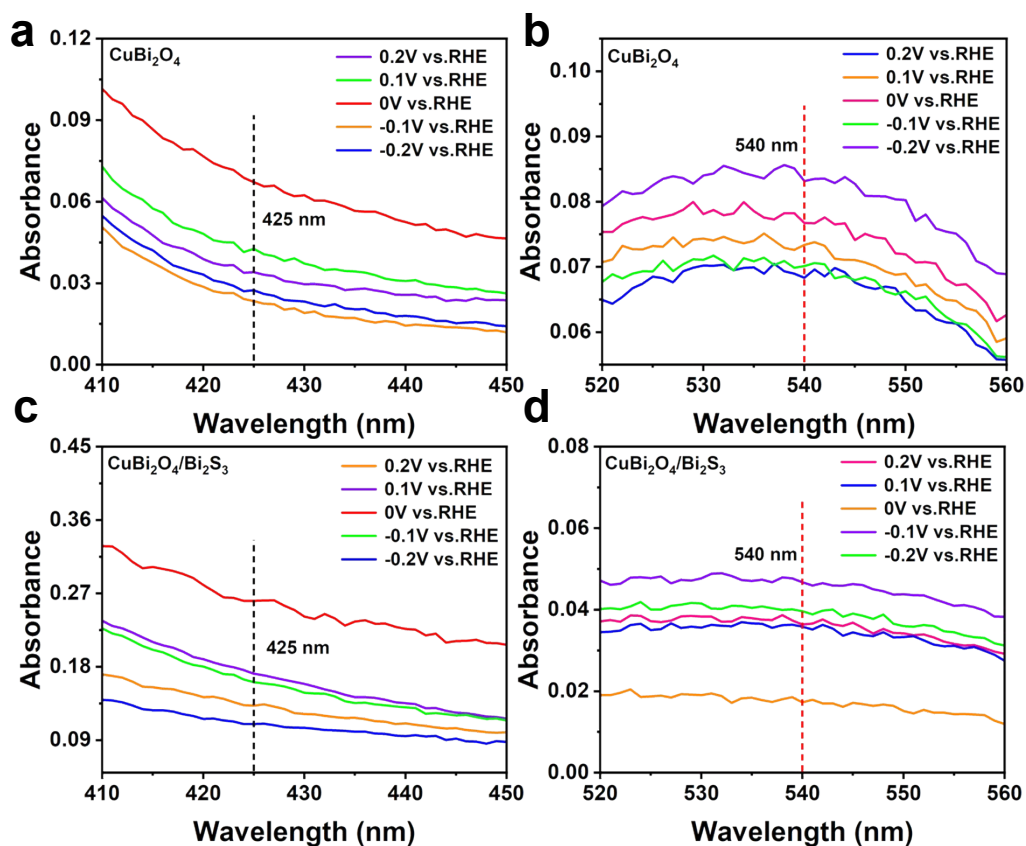 a
0.12
0.09
0.06
0.03
0.00
Absorbance
CuBi₂O₄
0.2V vs.RHE
0.1V vs.RHE
0V vs.RHE
-0.1V vs.RHE
-0.2V vs.RHE
425 nm
410 420 430 440 450
Wavelength (nm)
b
0.10
0.09
0.08
0.07
0.06
Absorbance
CuBi₂O₄
0.2V vs.RHE
0.1V vs.RHE
0V vs.RHE
-0.1V vs.RHE
-0.2V vs.RHE
540 nm
520 530 540 550 560
Wavelength (nm)
c
0.45
0.36
0.27
0.18
0.09
Absorbance
CuBi₂O₄/Bi₂S₃
0.2V vs.RHE
0.1V vs.RHE
0V vs.RHE
-0.1V vs.RHE
-0.2V vs.RHE
425 nm
410 420 430 440 450
Wavelength (nm)
d
0.08
0.06
0.04
0.02
0.00
Absorbance
CuBi₂O₄/Bi₂S₃
0.2V vs.RHE
0.1V vs.RHE
0V vs.RHE
-0.1V vs.RHE
-0.2V vs.RHE
540 nm
520 530 540 550 560
Wavelength (nm)